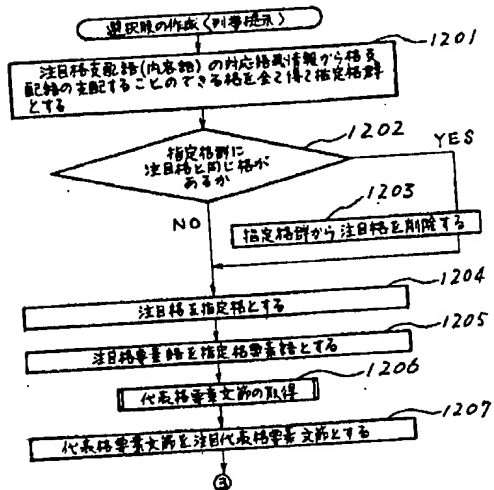 選択肢の作成(列挙提示)
1201
注目格支配語(内容語)の対応格式情報から格支
配語の支配することのできる格を全て得て指定格群
とする
1202
指定格群に
注目格と同じ格が
あるか
YES
NO
1203
指定格群から注目格を削除する
1204
注目格を指定格とする
1205
注目格要素語を指定格要素語とする
1206
代表格要素文節の取得
1207
代表格要素文節を注目代表格要素文節とする
③